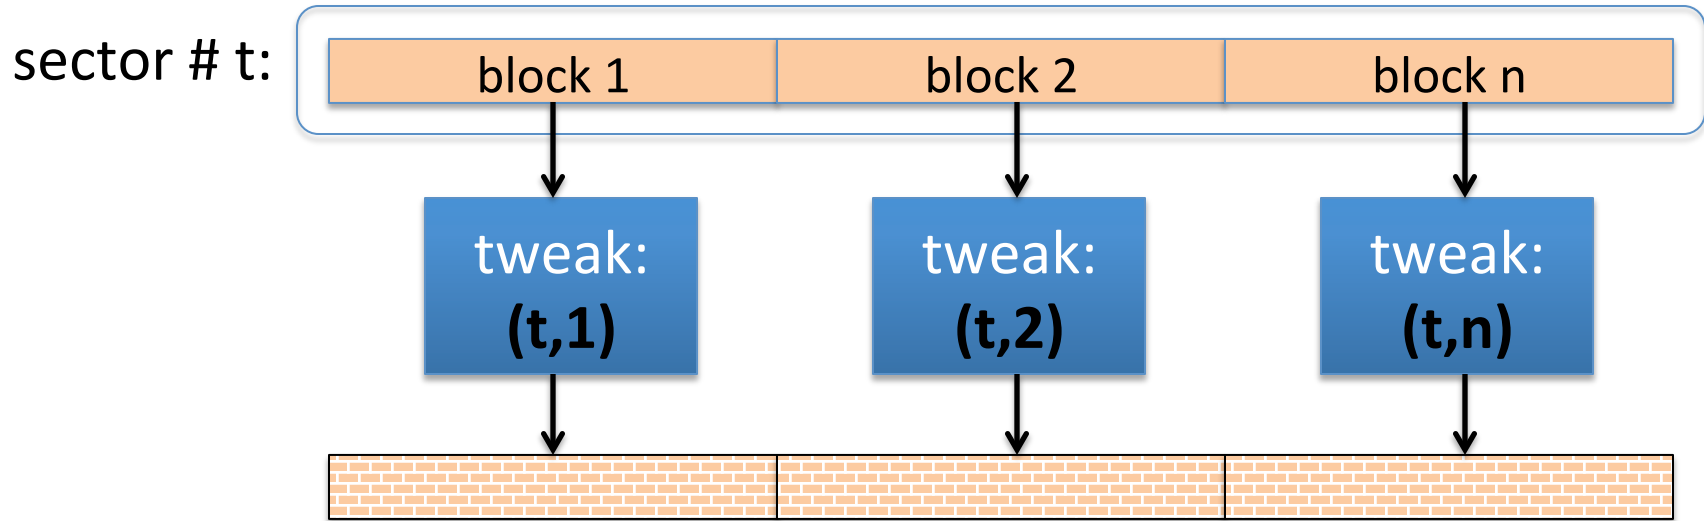 sector # t:
block 1
block 2
block n
tweak:
(t,1)
tweak:
(t,2)
tweak:
(t,n)